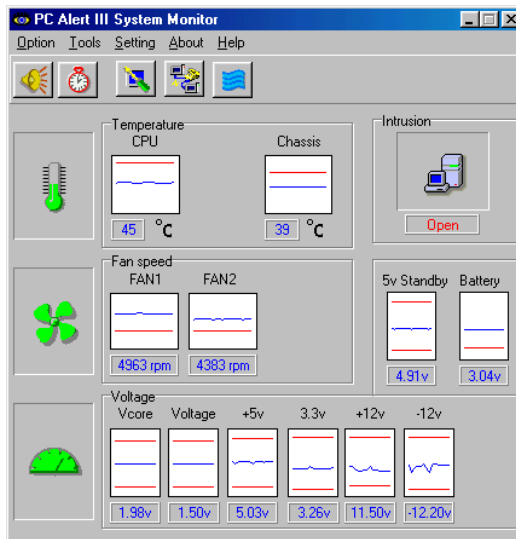 PC Alert III System Monitor
Option Tools Setting About Help
Temperature
CPU Chassis
45 °C 39 °C
Intrusion
Open
Fan speed
FAN1 FAN2
4963 rpm 4383 rpm
5v Standby Battery
4.91v 3.04v
Voltage
Vcore Voltage +5v 3.3v +12v -12v
1.98v 1.50v 5.03v 3.26v 11.50v -12.20v